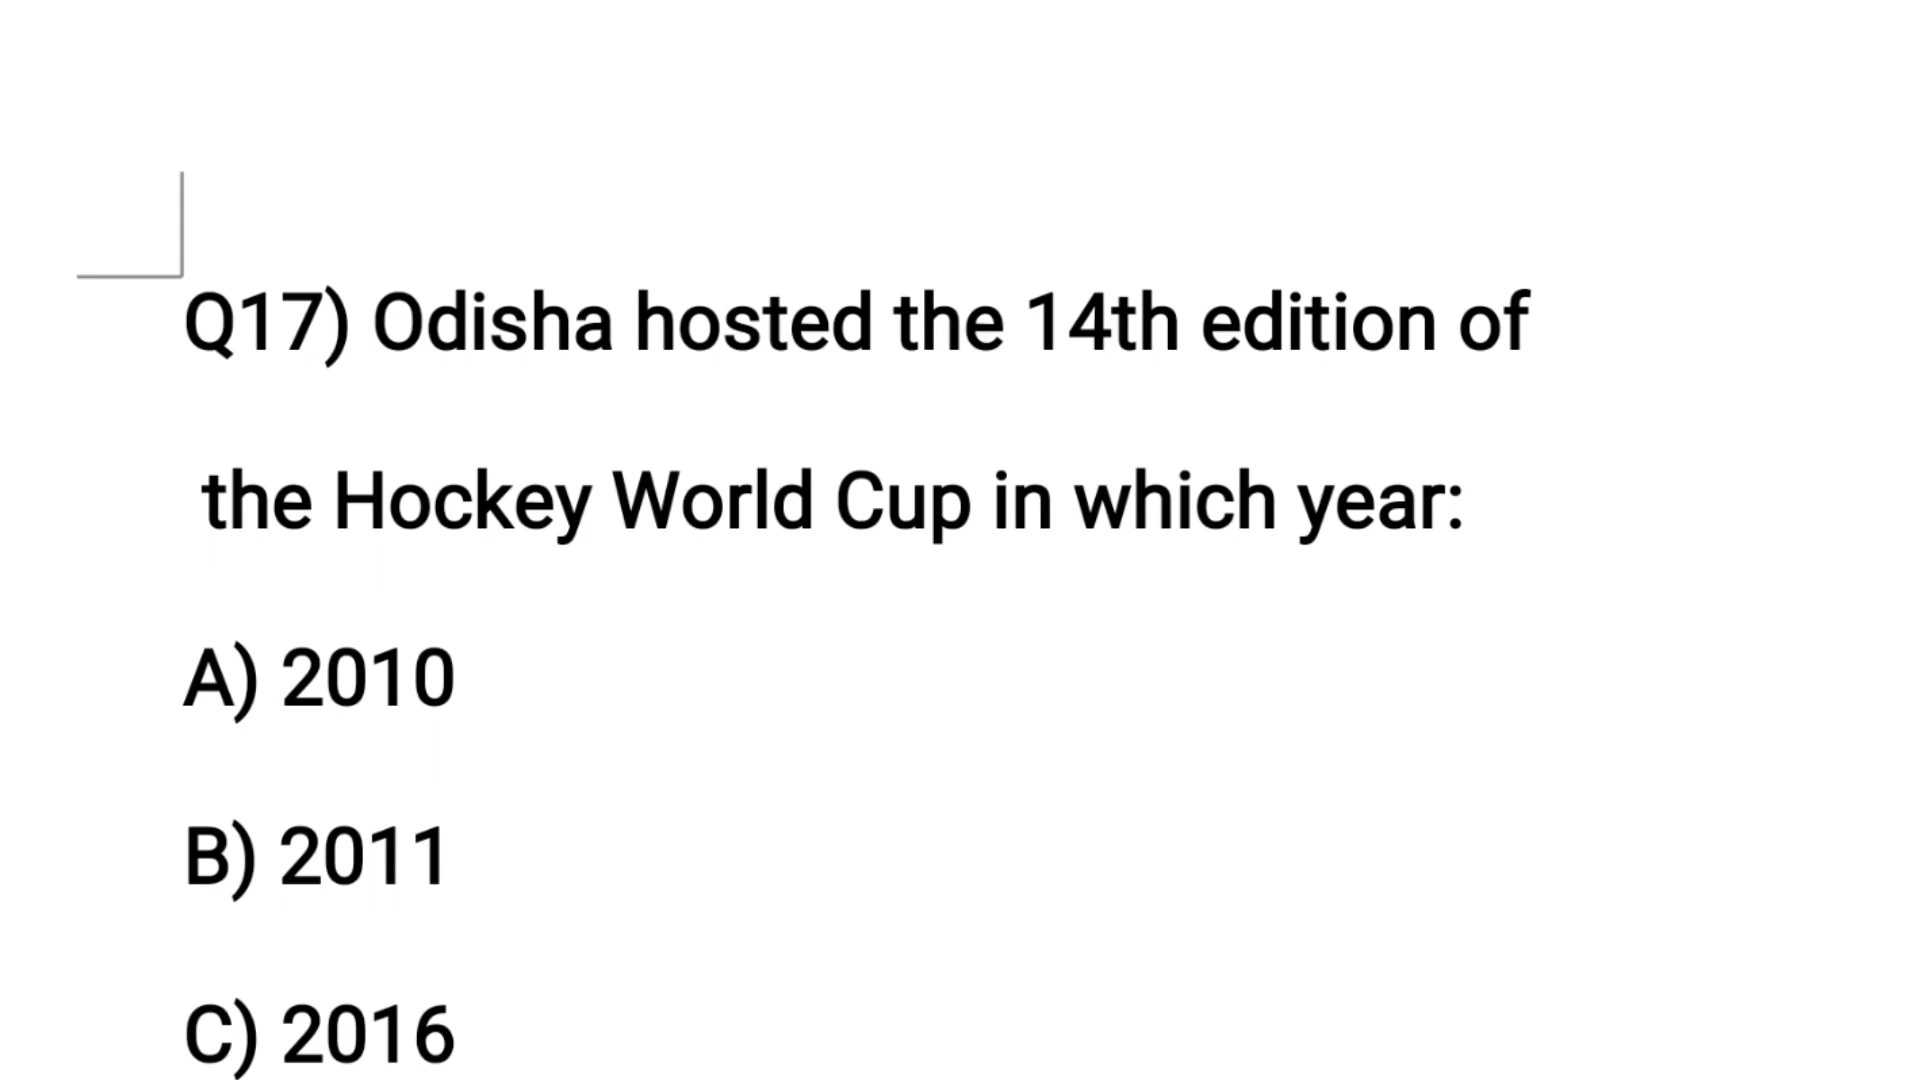 Q17) Odisha hosted the 14th edition of
the Hockey World Cup in which year:
A) 2010
B) 2011
C) 2016